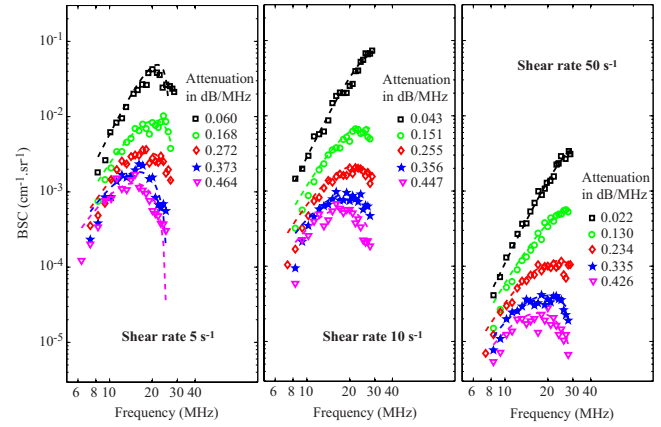 BSC (cm⁻¹.sr⁻¹)
10⁻¹
10⁻²
10⁻³
10⁻⁴
10⁻⁵
Attenuation
in dB/MHz
0.060
0.168
0.272
0.373
0.464
Shear rate 5 s⁻¹
6 8 10 20 30 40
Frequency (MHz)
Attenuation
in dB/MHz
0.043
0.151
0.255
0.356
0.447
Shear rate 10 s⁻¹
6 8 10 20 30 40
Frequency (MHz)
Shear rate 50 s⁻¹
Attenuation
in dB/MHz
0.022
0.130
0.234
0.335
0.426
6 8 10 20 30 40
Frequency (MHz)